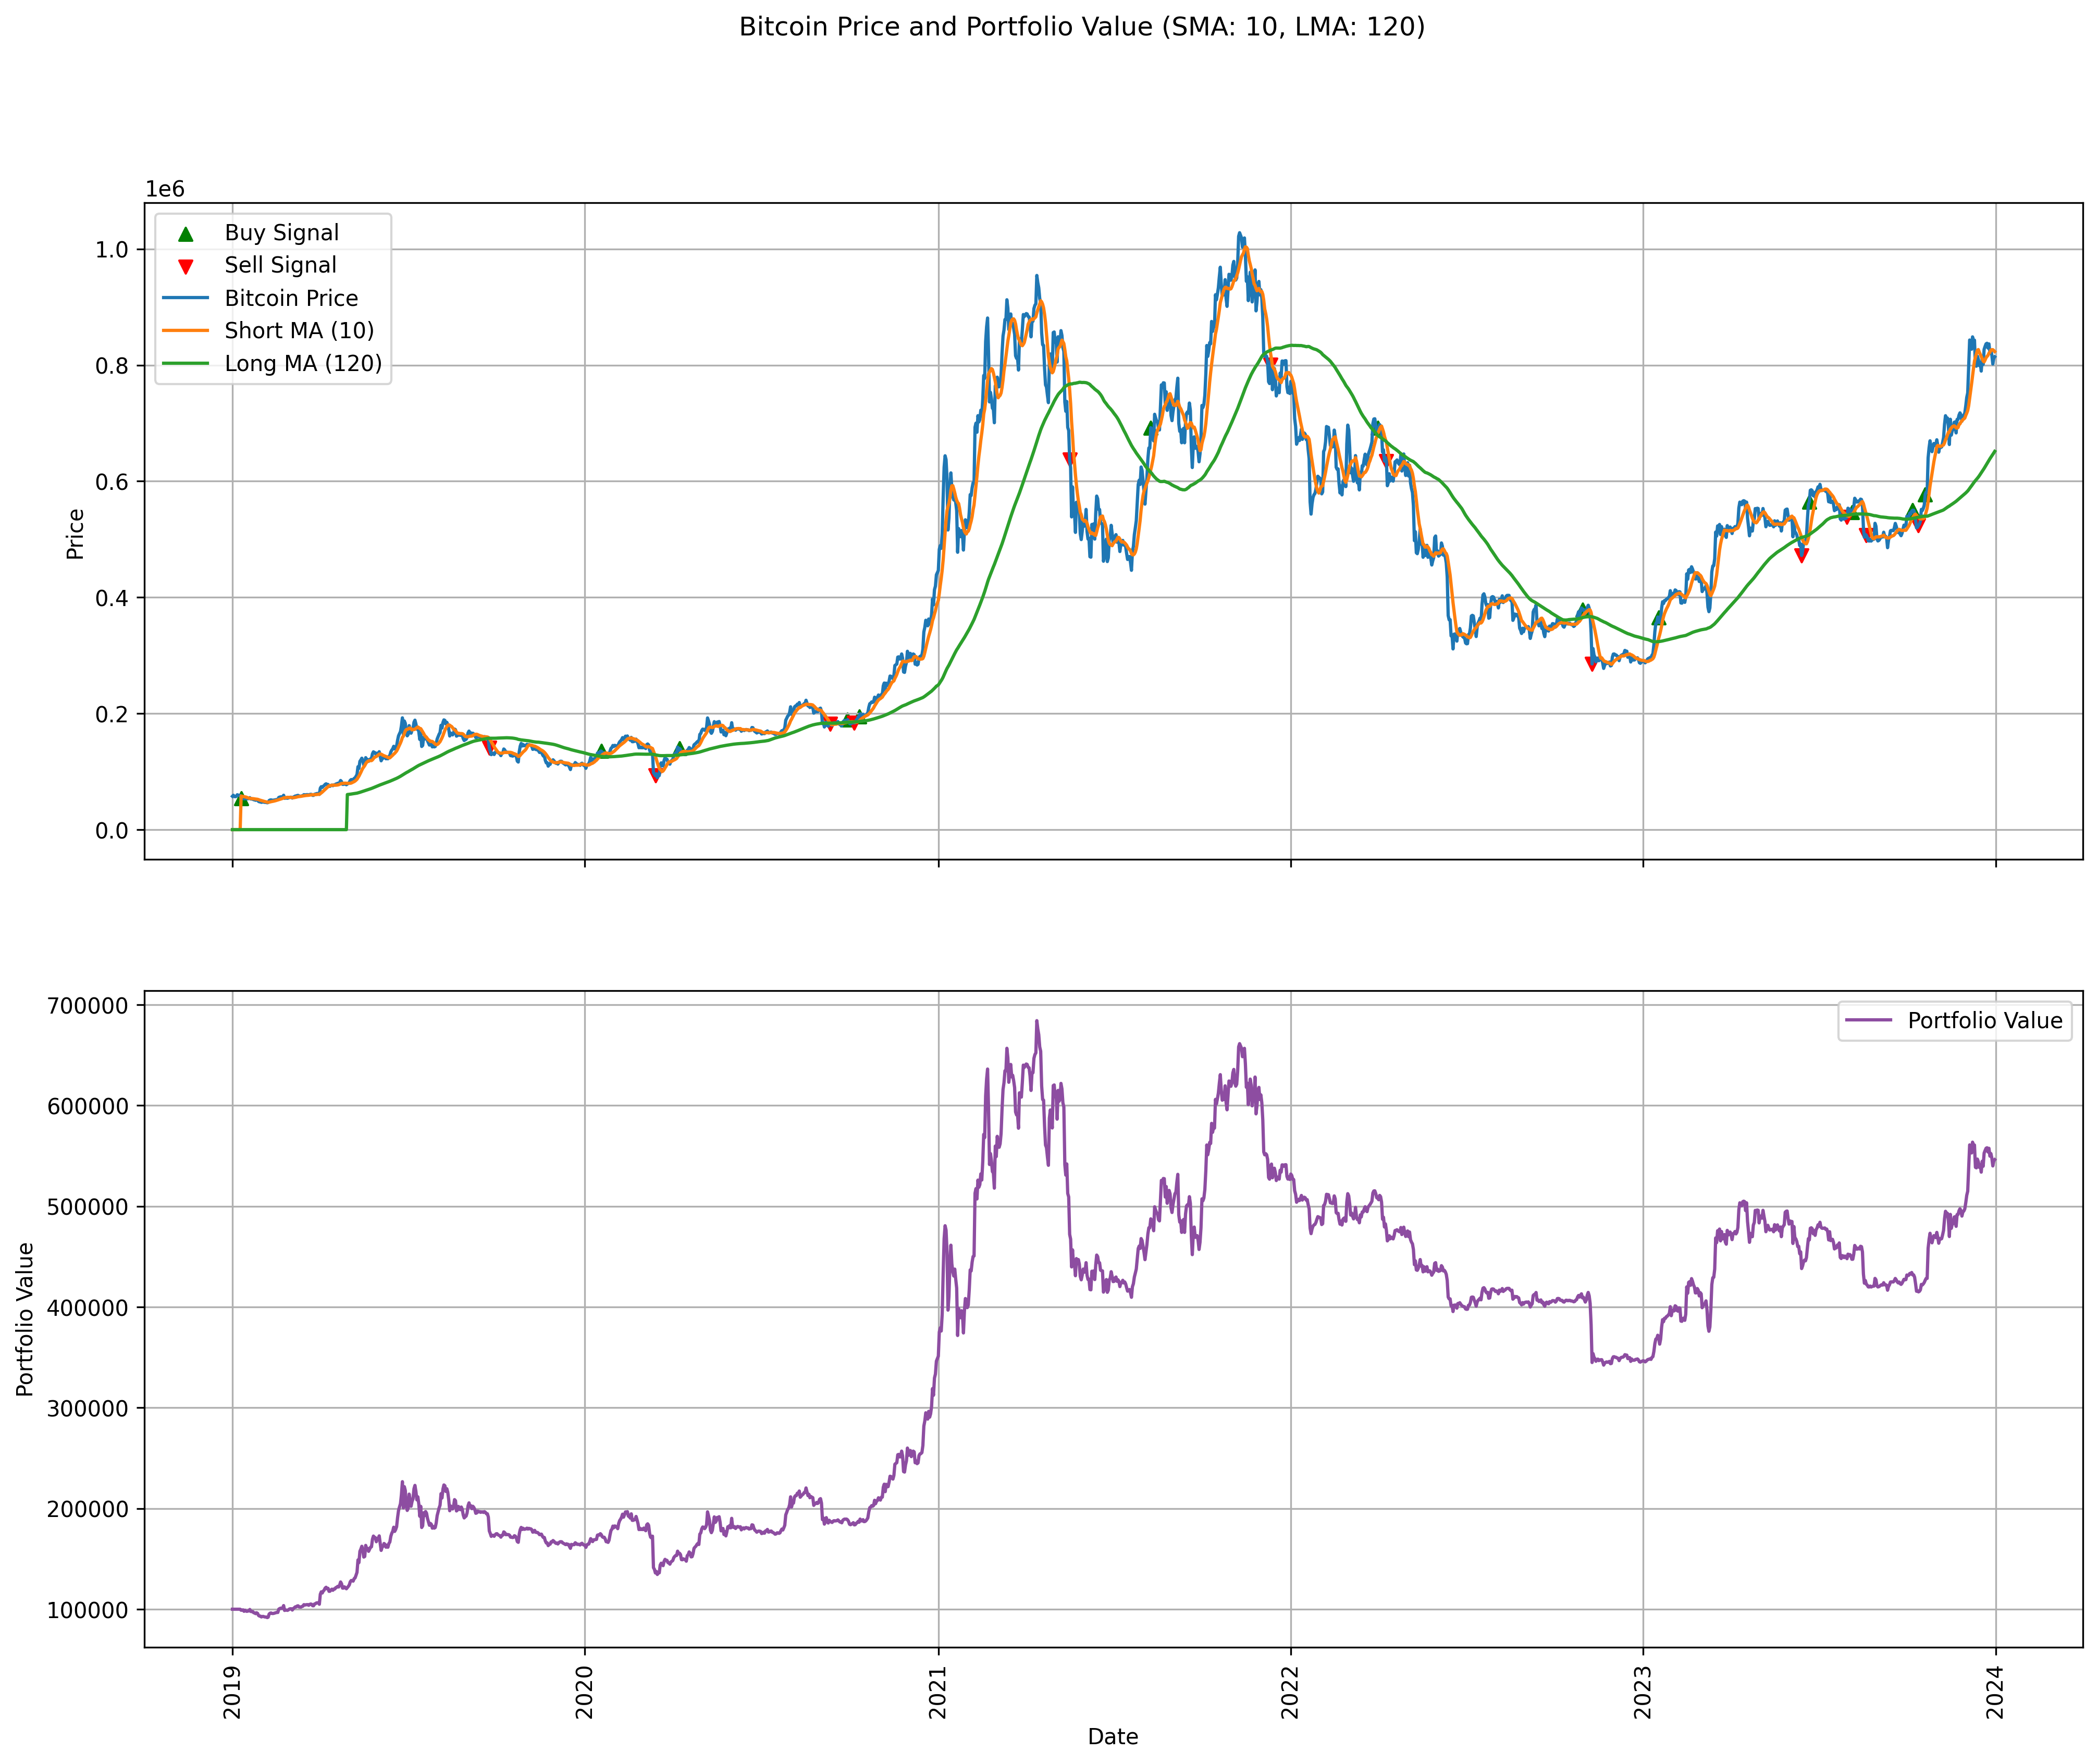 Bitcoin Price and Portfolio Value (SMA: 10, LMA: 120)
1e6
Buy Signal
Sell Signal
Bitcoin Price
Short MA (10)
Long MA (120)
1.0
0.8
0.6
0.4
0.2
0.0
Price
Portfolio Value
700000
600000
500000
400000
300000
200000
100000
Portfolio Value
2019
2020
2021
2022
2023
2024
Date